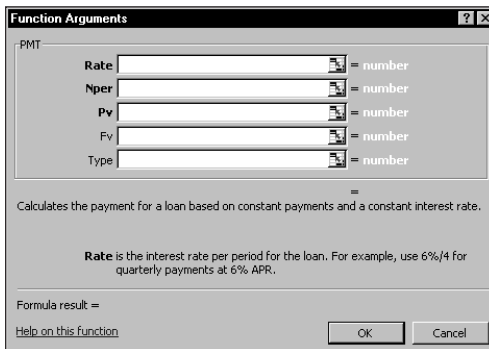 Function Arguments
PMT
Rate = number
Nper = number
Pv = number
Fv = number
Type = number
=
Calculates the payment for a loan based on constant payments and a constant interest rate.
Rate is the interest rate per period for the loan. For example, use 6%/4 for
quarterly payments at 6% APR.
Formula result =
Help on this function OK Cancel